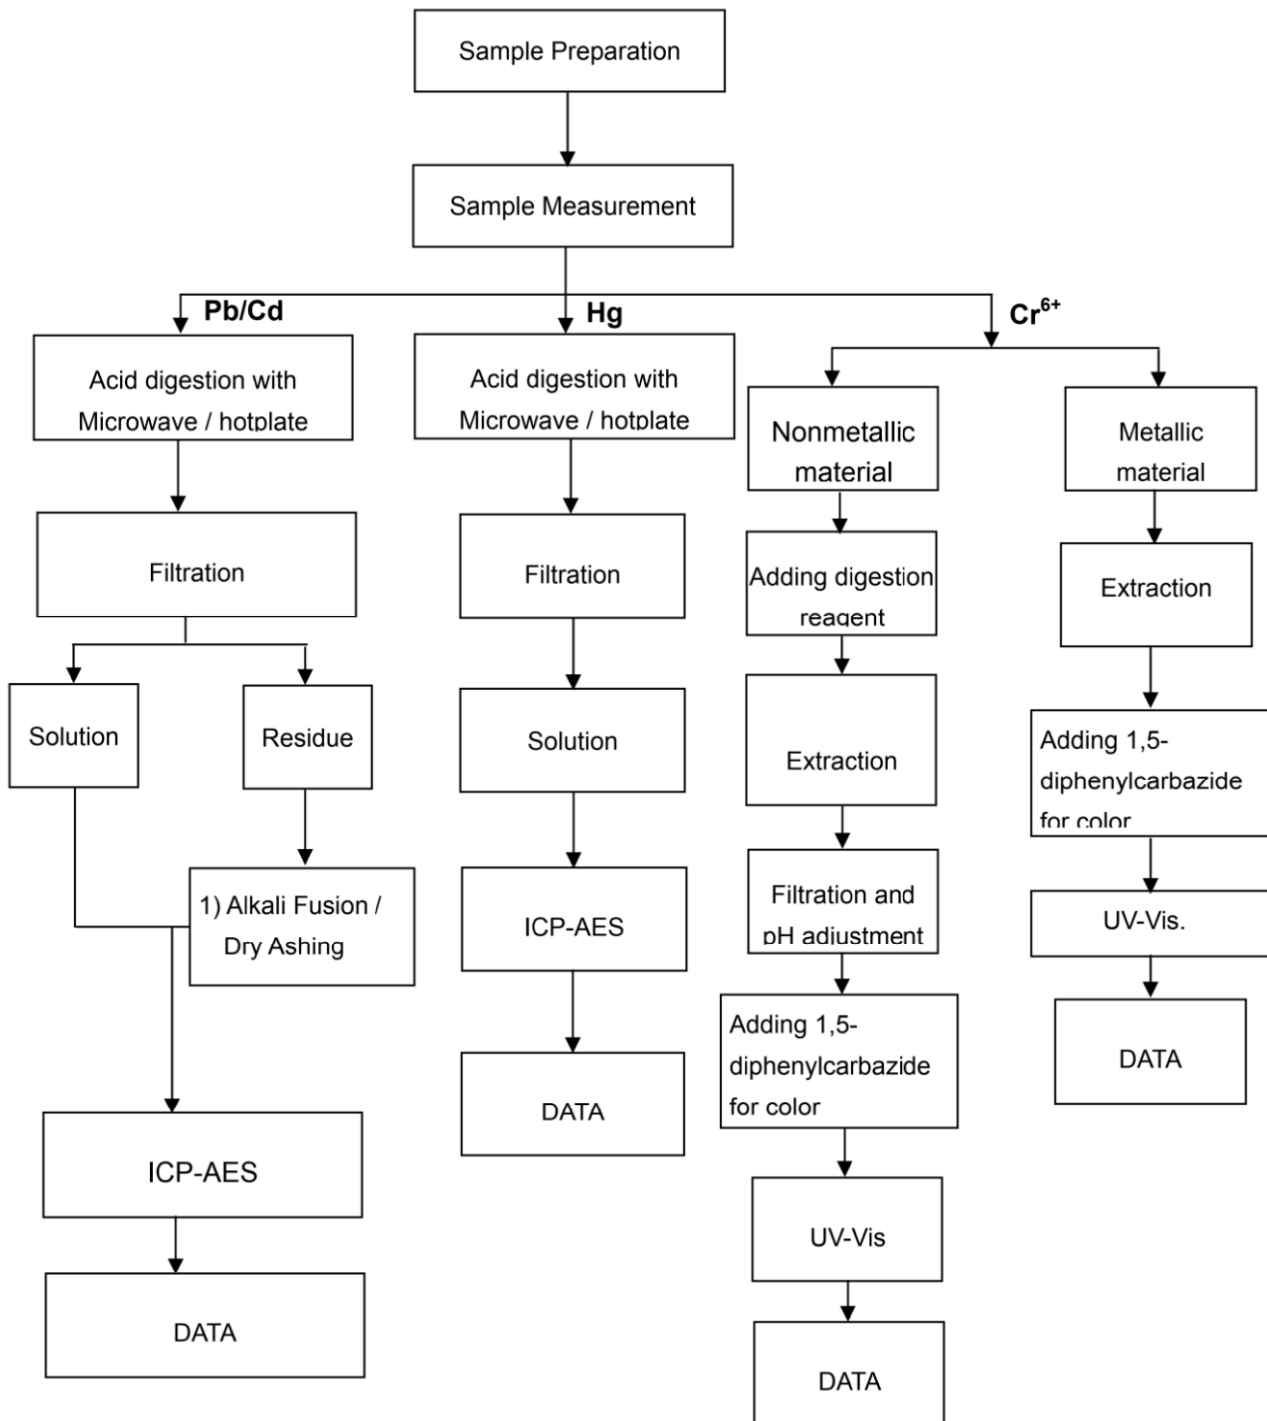 Sample Preparation
Sample Measurement
Pb/Cd
Hg
Cr⁶⁺
Acid digestion with
Microwave / hotplate
Acid digestion with
Microwave / hotplate
Nonmetallic
material
Metallic
material
Filtration
Filtration
Adding digestion
reagent
Extraction
Solution
Residue
Solution
Extraction
Adding 1,5-
diphenylcarbazide
for color
1) Alkali Fusion /
Dry Ashing
ICP-AES
Filtration and
pH adjustment
UV-Vis.
Adding 1,5-
diphenylcarbazide
for color
DATA
DATA
ICP-AES
UV-Vis
DATA
DATA